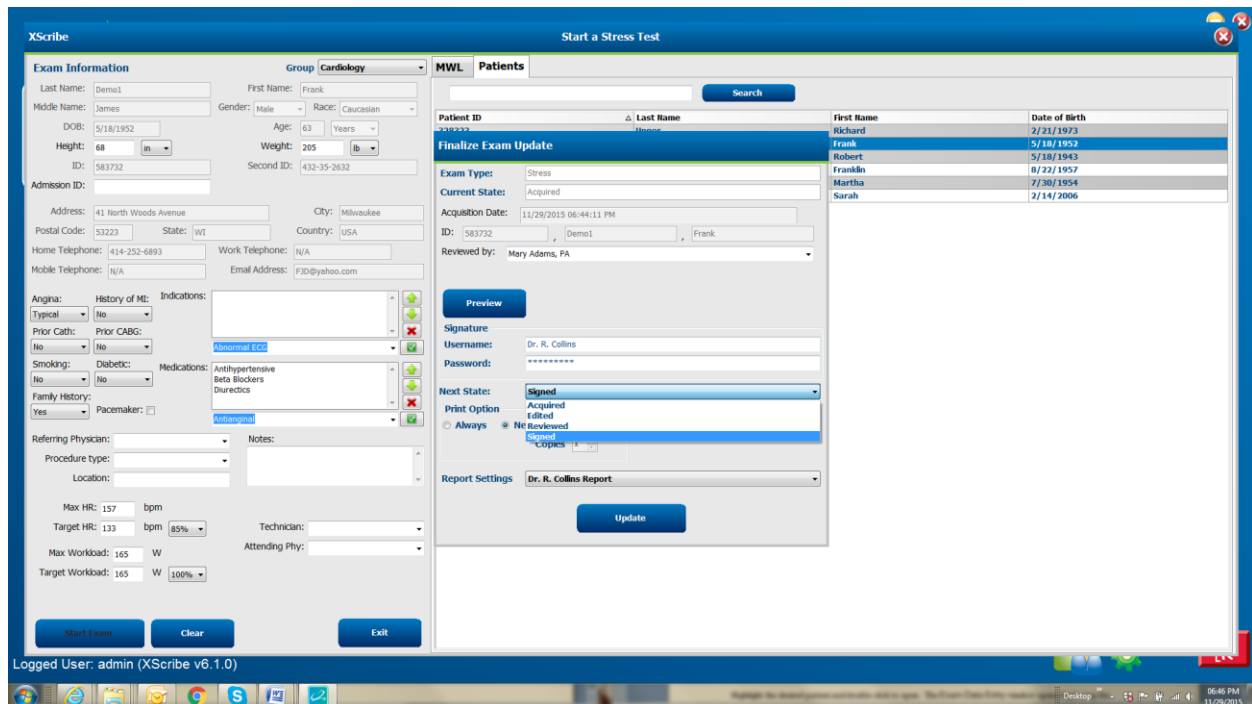 XScribe Start a Stress Test
Exam Information Group Cardiology
Last Name: Demo1 First Name: Frank
Middle Name: James Gender: Male Race: Caucasian
DOB: 5/18/1952 Age: 63 Years
Height: 68 in Weight: 205 lb
ID: 583732 Second ID: 432-35-2632
Admission ID:
Address: 41 North Woods Avenue City: Milwaukee
Postal Code: 53223 State: WI Country: USA
Home Telephone: 414-252-6893 Work Telephone: N/A
Mobile Telephone: N/A Email Address: FJD@yahoo.com
Angina: History of MI: Indications:
Typical No
Prior Cath: Prior CABG:
No No Abnormal ECG
Smoking: Diabetic: Medications: Antihypertensive
No No Beta Blockers
Diurectics
Family History:
Yes Pacemaker:
Antianginal
Referring Physician: Notes:
Procedure type:
Location:
Max HR: 157 bpm
Target HR: 133 bpm 85% Technician:
Attending Phy:
Max Workload: 165 W
Target Workload: 165 W 100%
Start Exam Clear Exit
MWL Patients
Search
Patient ID Last Name First Name Date of Birth
Richard 2/21/1973
Frank 5/18/1952
Robert 5/18/1943
Franklin 8/22/1957
Martha 7/30/1954
Sarah 2/14/2006
Finalize Exam Update
Exam Type: Stress
Current State: Acquired
Acquisition Date: 11/29/2015 06:44:11 PM
ID: 583732 , Demo1 , Frank
Reviewed by: Mary Adams, PA
Preview
Signature
Username: Dr. R. Collins
Password: *********
Next State: Signed
Acquired
Edited
Reviewed
Signed
Print Option
Always Ne
Copies 1
Report Settings Dr. R. Collins Report
Update
Logged User: admin (XScribe v6.1.0)
Desktop 06:46 PM
11/29/2015